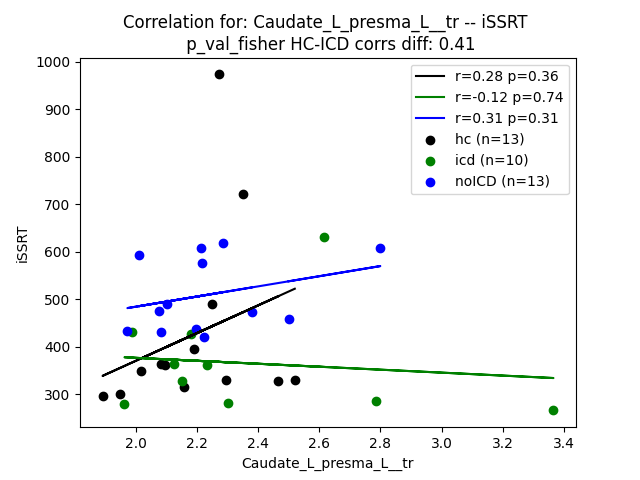 Correlation for: Caudate_L_presma_L__tr -- iSSRT
p_val_fisher HC-ICD corrs diff: 0.41
r=0.28 p=0.36
r=-0.12 p=0.74
r=0.31 p=0.31
hc (n=13)
icd (n=10)
noICD (n=13)
1000
900
800
700
600
500
400
300
iSSRT
2.0 2.2 2.4 2.6 2.8 3.0 3.2 3.4
Caudate_L_presma_L__tr